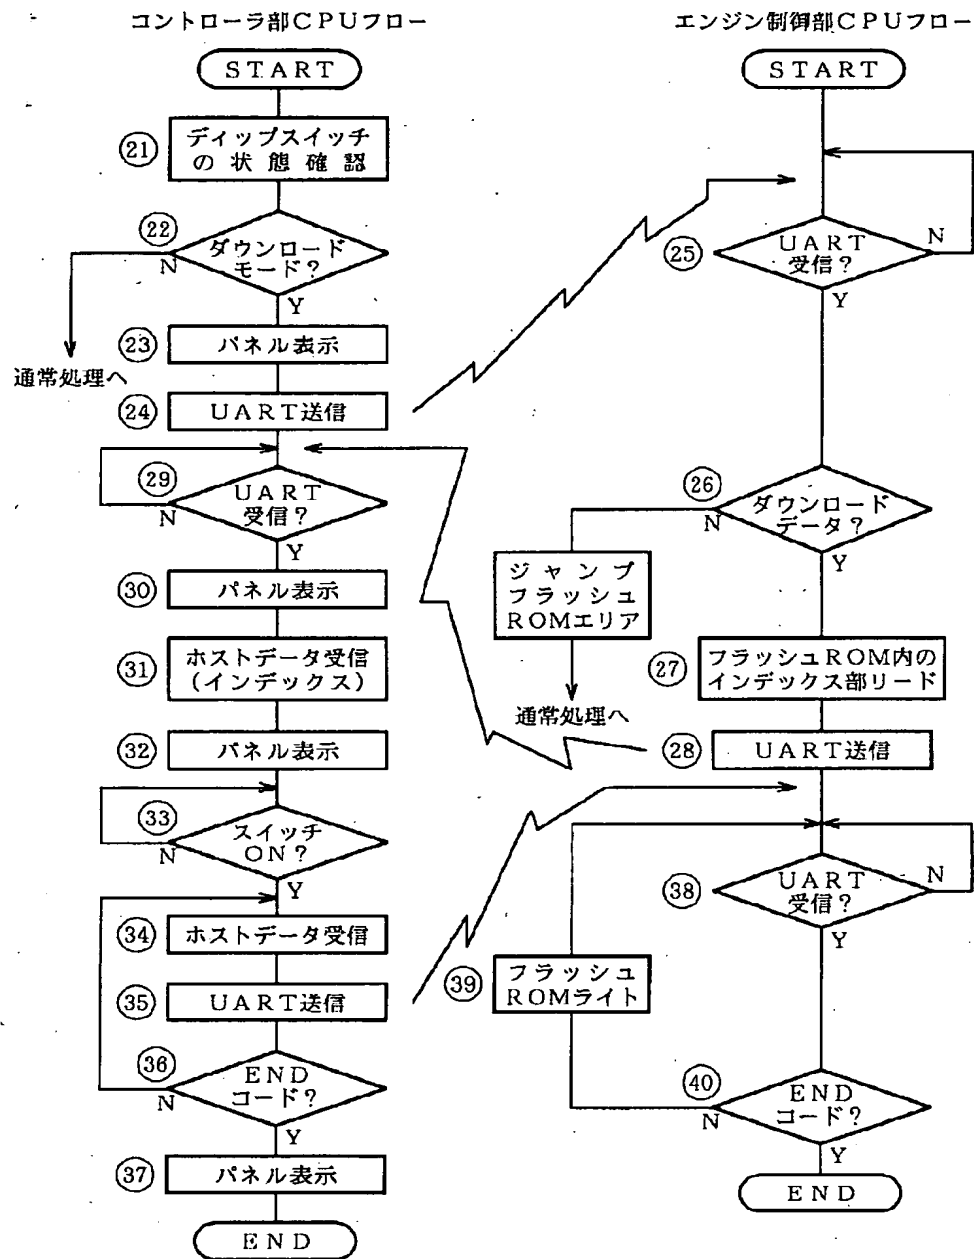 コントローラ部CPUフロー
START
㉑
ディップスイッチ
の状態確認
㉒
ダウンロード
モード?
N
Y
通常処理へ
㉓
パネル表示
㉔
UART送信
㉙
UART
受信?
N
Y
㉚
パネル表示
㉛
ホストデータ受信
(インデックス)
㉜
パネル表示
㉝
スイッチ
ON?
N
Y
㉞
ホストデータ受信
㉟
UART送信
㊱
END
コード?
N
Y
㊲
パネル表示
END
エンジン制御部CPUフロー
START
㉕
UART
受信?
N
Y
㉖
ダウンロード
データ?
N
Y
ジャンプ
フラッシュ
ROMエリア
通常処理へ
㉗
フラッシュROM内の
インデックス部リード
㉘
UART送信
㊳
UART
受信?
N
Y
㊴
フラッシュ
ROMライト
㊵
END
コード?
N
Y
END